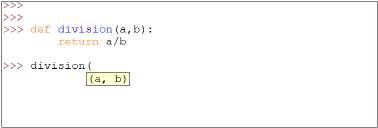 >>>
>>>
>>> def division(a,b):
        return a/b

>>> division(
(a, b)